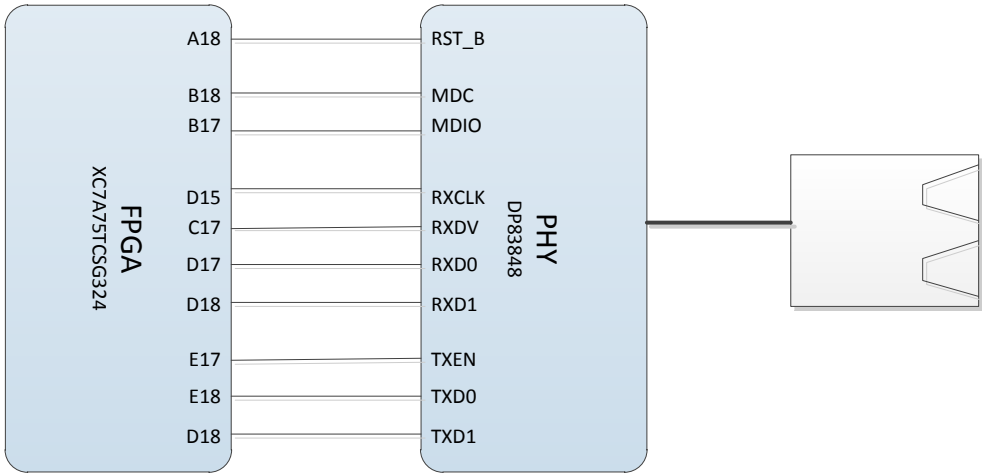 A18 RST_B
B18 MDC
B17 MDIO
D15 RXCLK
C17 RXDV
D17 RXD0
D18 RXD1
E17 TXEN
E18 TXD0
D18 TXD1
FPGA
XC7A75TCSG324
PHY
DP83848